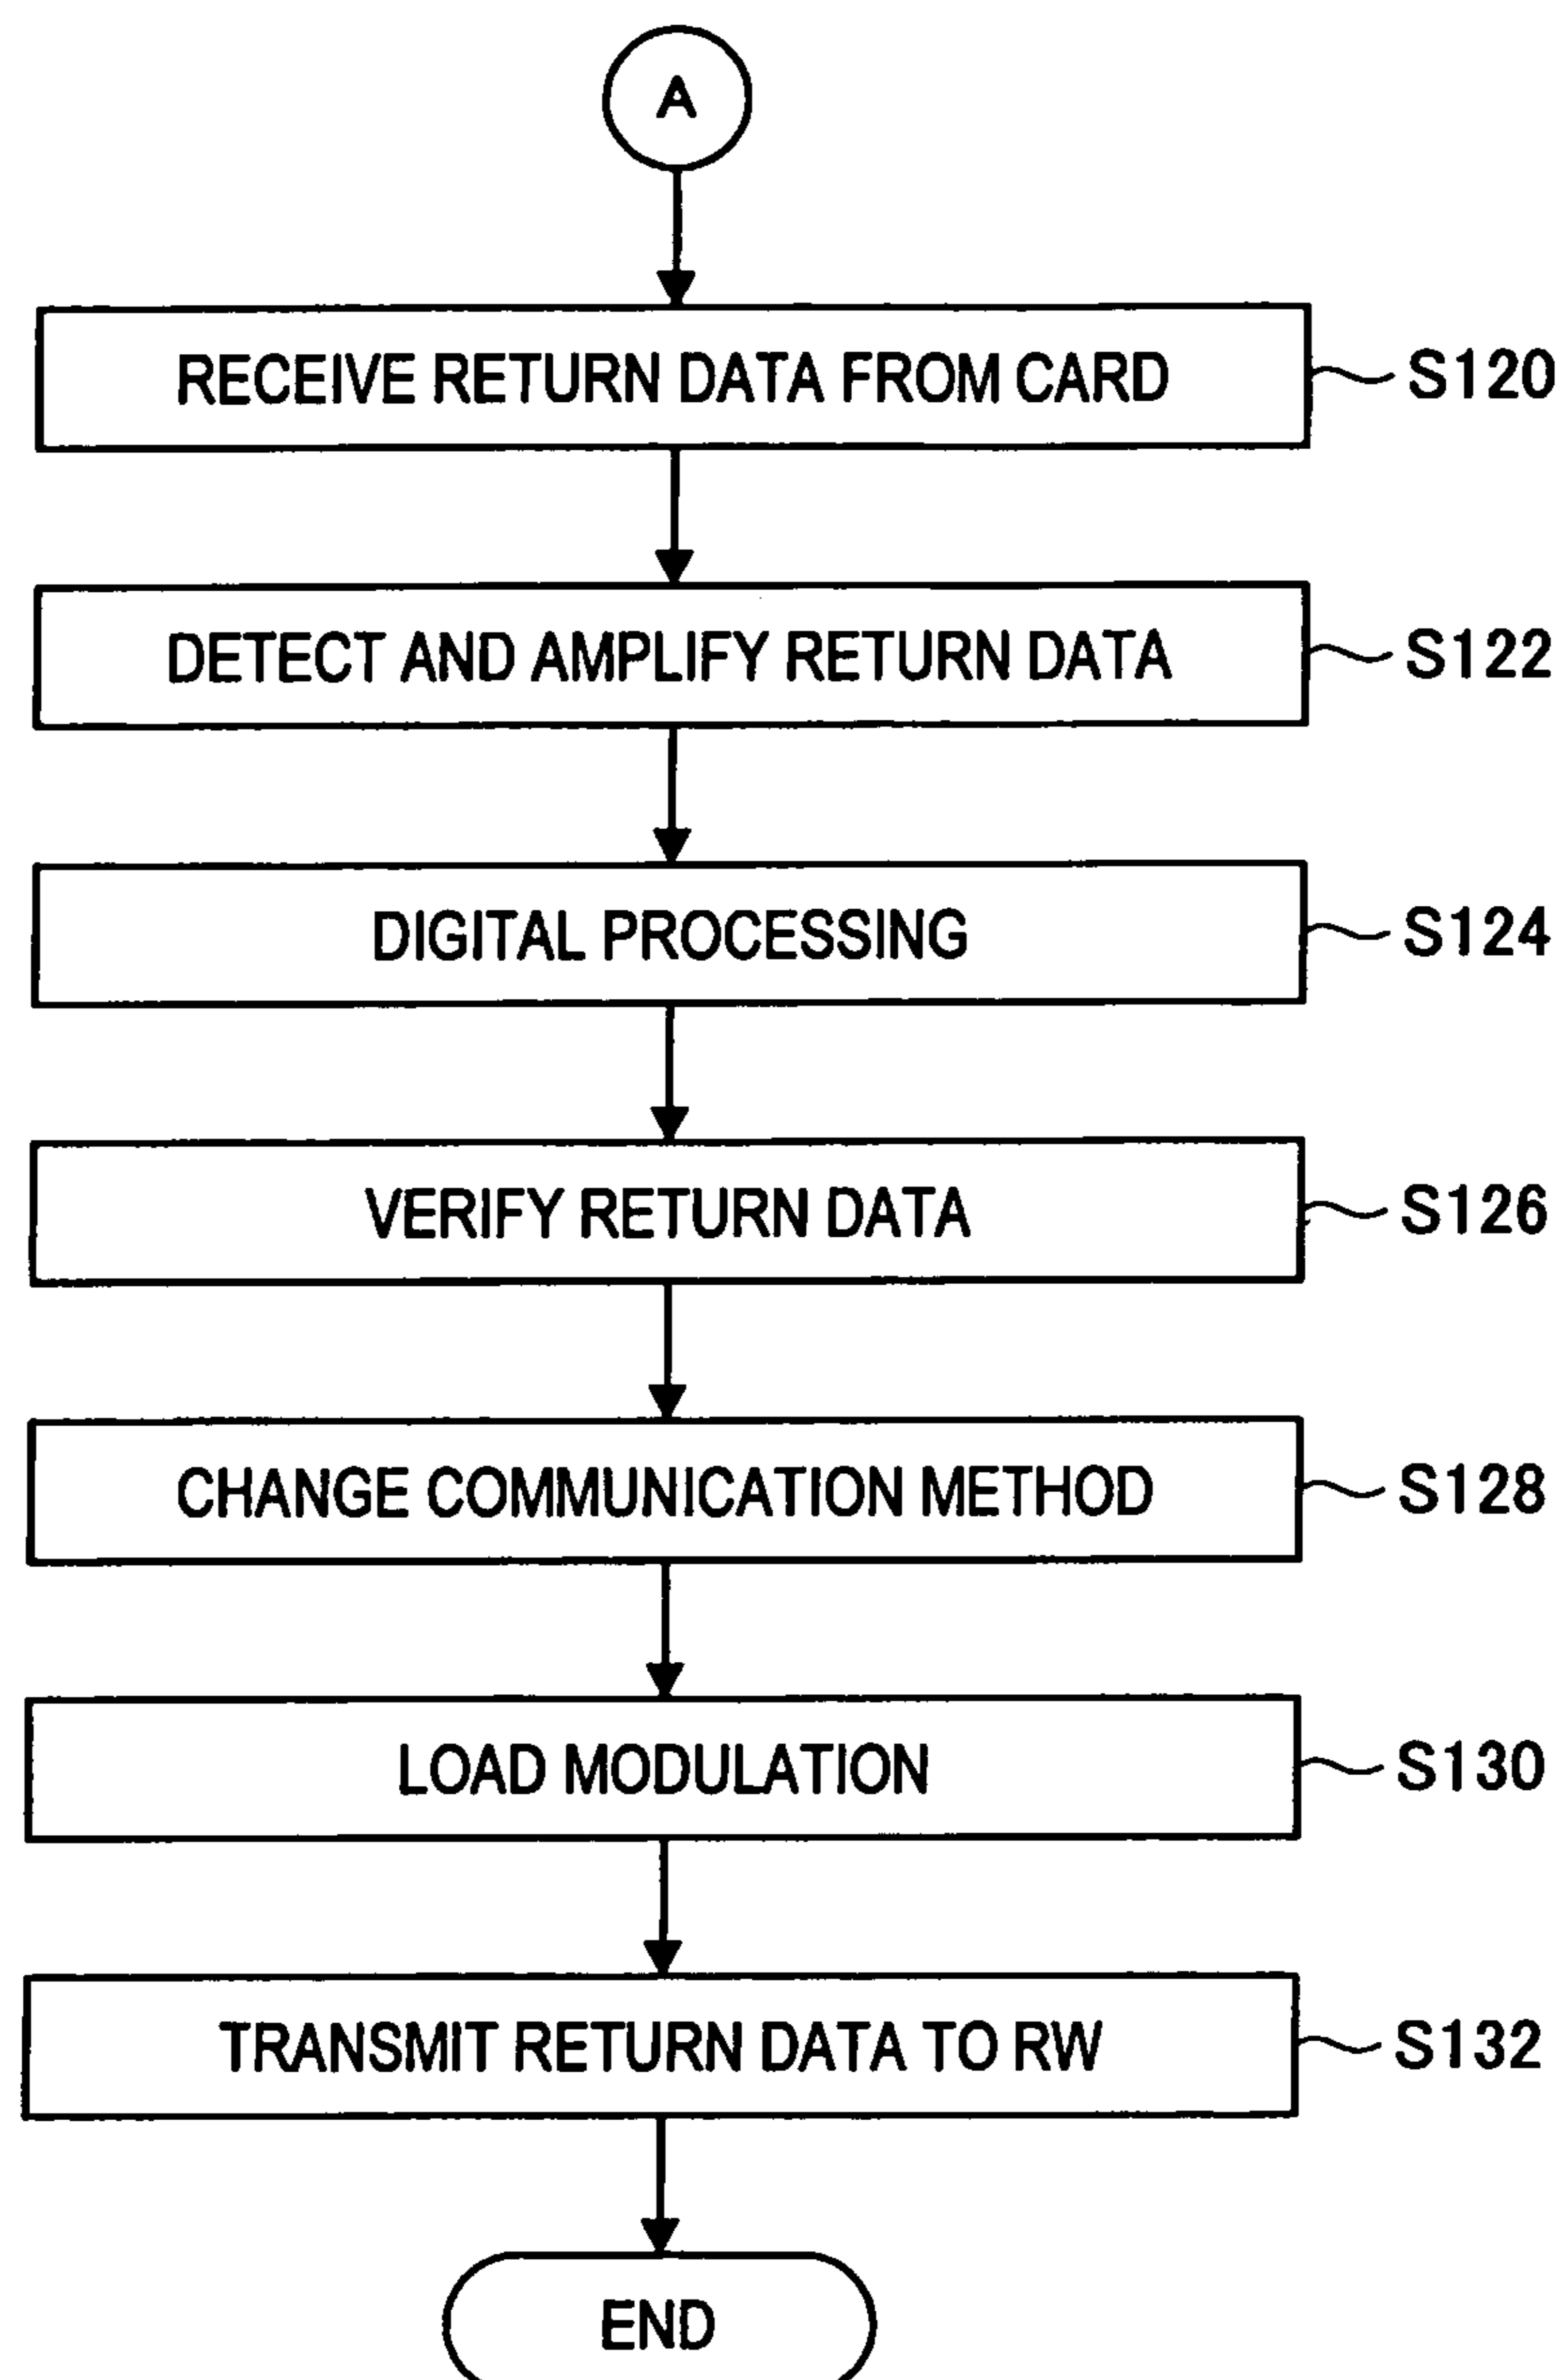 A
RECEIVE RETURN DATA FROM CARD S120
DETECT AND AMPLIFY RETURN DATA S122
DIGITAL PROCESSING S124
VERIFY RETURN DATA S126
CHANGE COMMUNICATION METHOD S128
LOAD MODULATION S130
TRANSMIT RETURN DATA TO RW S132
END